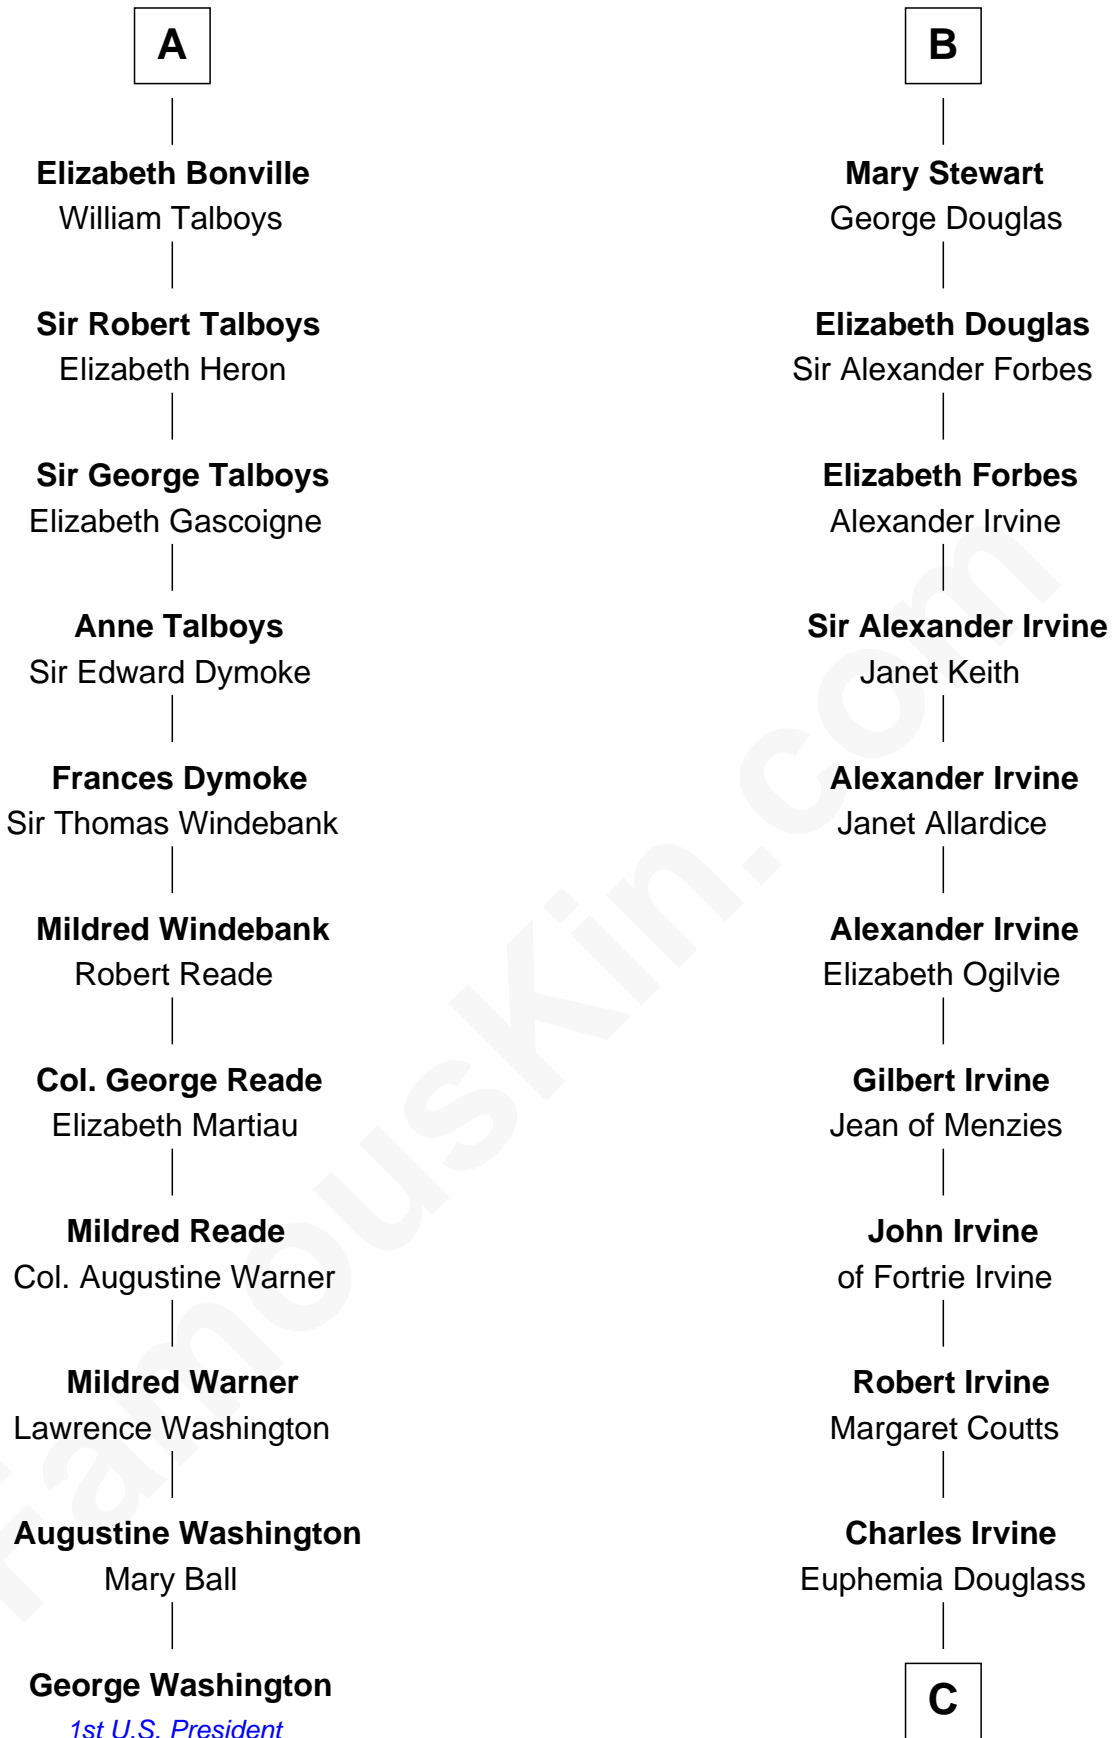 A
Elizabeth Bonville
William Talboys
Sir Robert Talboys
Elizabeth Heron
Sir George Talboys
Elizabeth Gascoigne
Anne Talboys
Sir Edward Dymoke
Frances Dymoke
Sir Thomas Windebank
Mildred Windebank
Robert Reade
Col. George Reade
Elizabeth Martiau
Mildred Reade
Col. Augustine Warner
Mildred Warner
Lawrence Washington
Augustine Washington
Mary Ball
George Washington
1st U.S. President
B
Mary Stewart
George Douglas
Elizabeth Douglas
Sir Alexander Forbes
Elizabeth Forbes
Alexander Irvine
Sir Alexander Irvine
Janet Keith
Alexander Irvine
Janet Allardice
Alexander Irvine
Elizabeth Ogilvie
Gilbert Irvine
Jean of Menzies
John Irvine
of Fortrie Irvine
Robert Irvine
Margaret Coutts
Charles Irvine
Euphemia Douglass
C
FamousKin.com